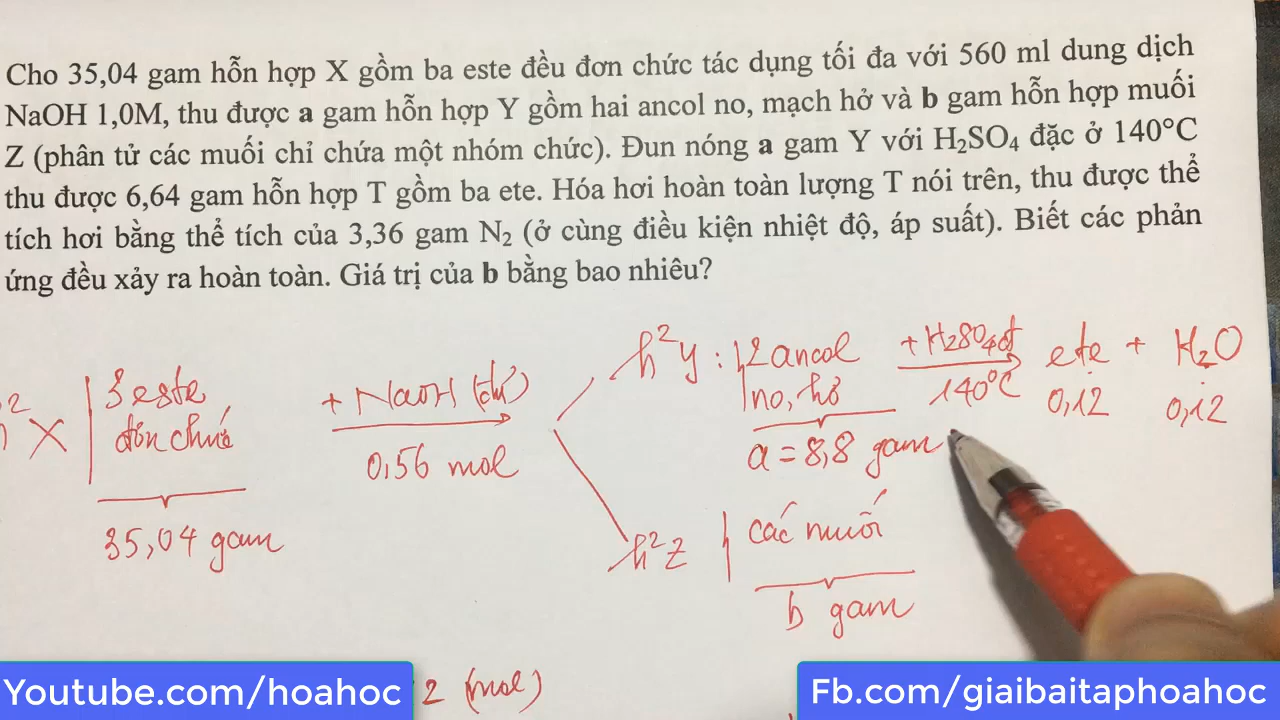 Cho 35,04 gam hỗn hợp X gồm ba este đều đơn chức tác dụng tối đa với 560 ml dung dịch
NaOH 1,0M, thu được a gam hỗn hợp Y gồm hai ancol no, mạch hở và b gam hỗn hợp muối
Z (phân tử các muối chỉ chứa một nhóm chức). Đun nóng a gam Y với H₂SO₄ đặc ở 140°C
thu được 6,64 gam hỗn hợp T gồm ba ete. Hóa hơi hoàn toàn lượng T nói trên, thu được thể
tích hơi bằng thể tích của 3,36 gam N₂ (ở cùng điều kiện nhiệt độ, áp suất). Biết các phản
ứng đều xảy ra hoàn toàn. Giá trị của b bằng bao nhiêu?
h² Y : 2 ancol
no, hở
+ H₂SO₄ đ
140°C
ete + H₂O
0,12 0,12
a = 8,8 gam
X
3 este
đơn chức
35,04 gam
+ NaOH (đủ)
0,56 mol
h² Z
các muối
b gam
2 (mol)
Youtube.com/hoahoc
Fb.com/giaibaitaphoahoc